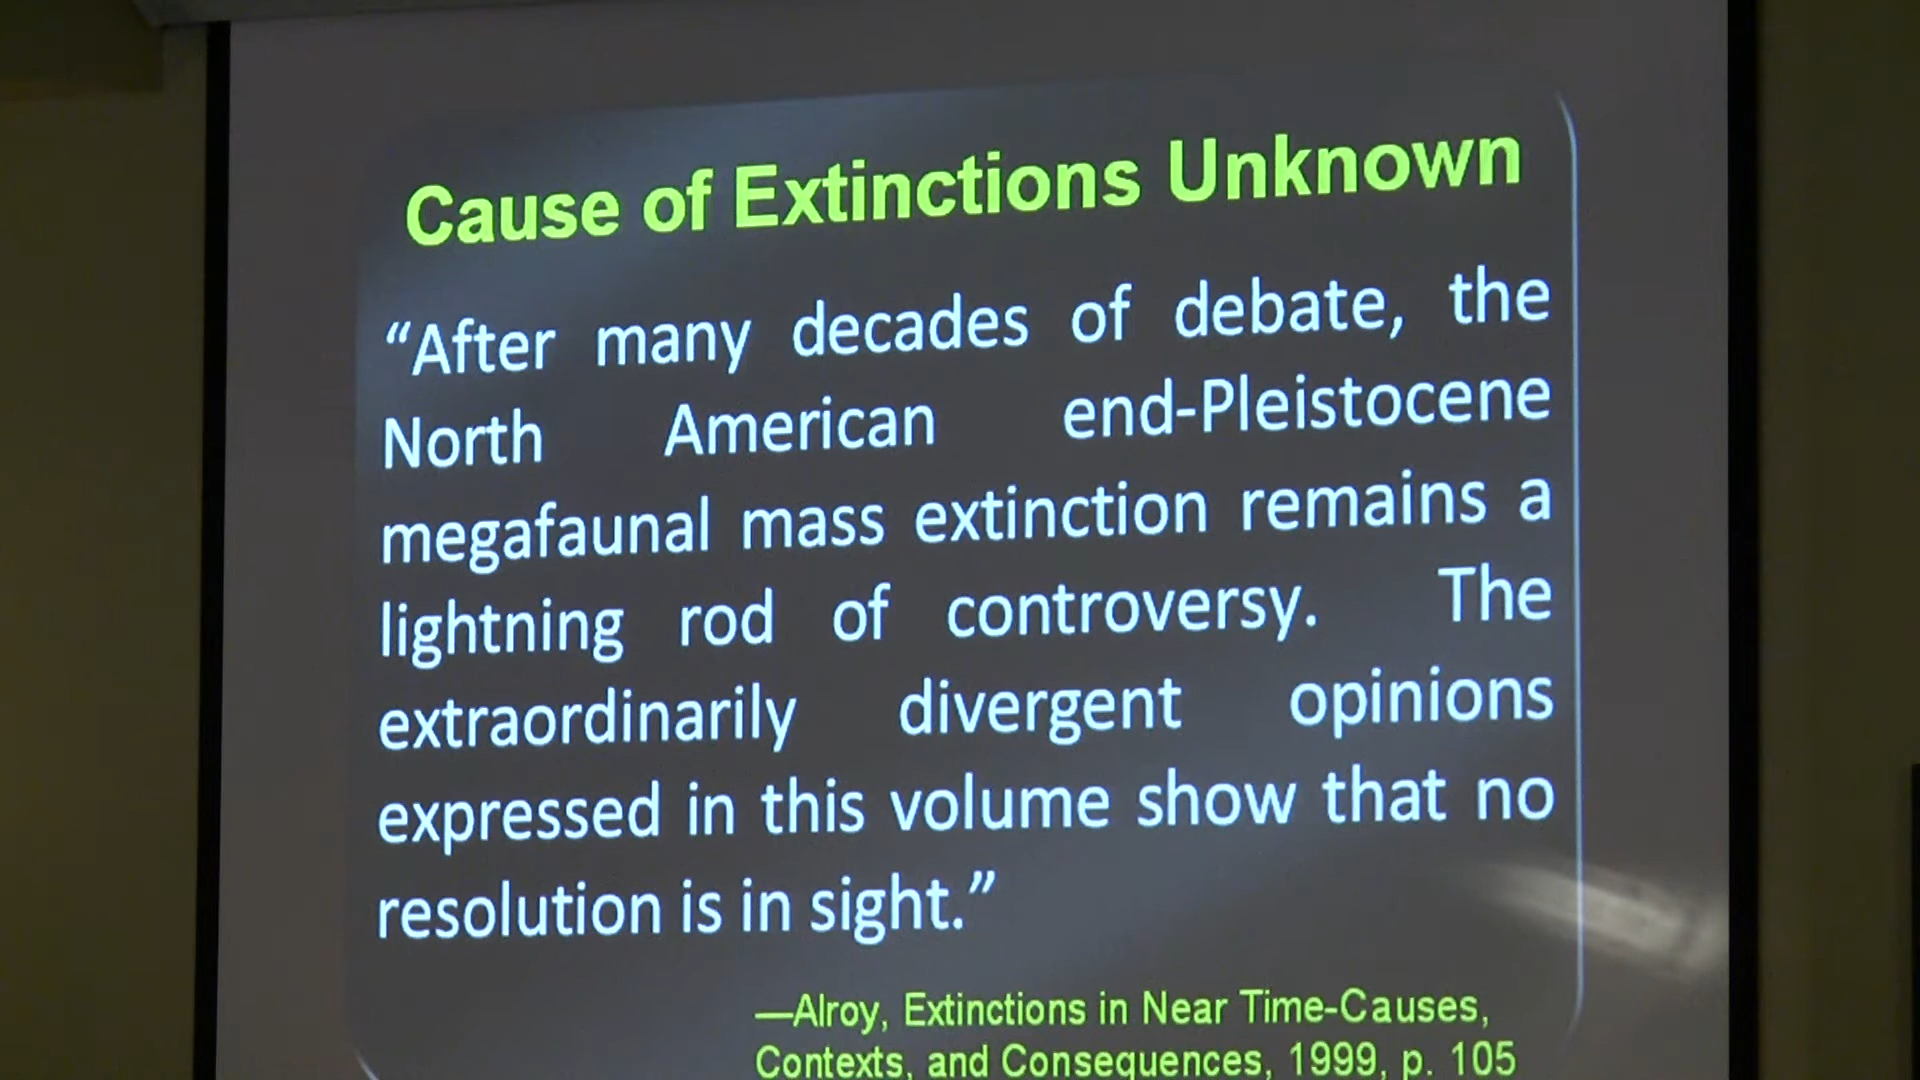 Cause of Extinctions Unknown
“After many decades of debate, the
North American end-Pleistocene
megafaunal mass extinction remains a
lightning rod of controversy. The
extraordinarily divergent opinions
expressed in this volume show that no
resolution is in sight.”
—Alroy, Extinctions in Near Time-Causes,
Contexts, and Consequences, 1999, p. 105